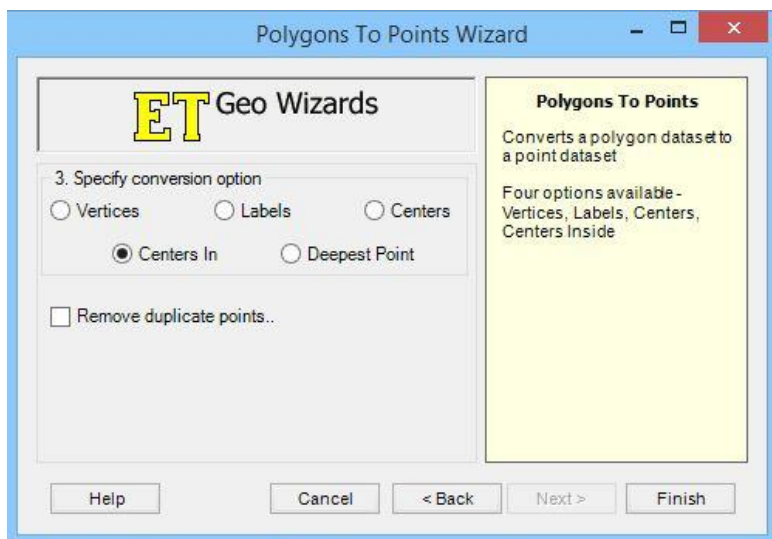 Polygons To Points Wizard
ET Geo Wizards
3. Specify conversion option
Vertices Labels Centers
Centers In Deepest Point
Remove duplicate points..
Polygons To Points
Converts a polygon dataset to
a point dataset
Four options available -
Vertices, Labels, Centers,
Centers Inside
Help Cancel < Back Next > Finish